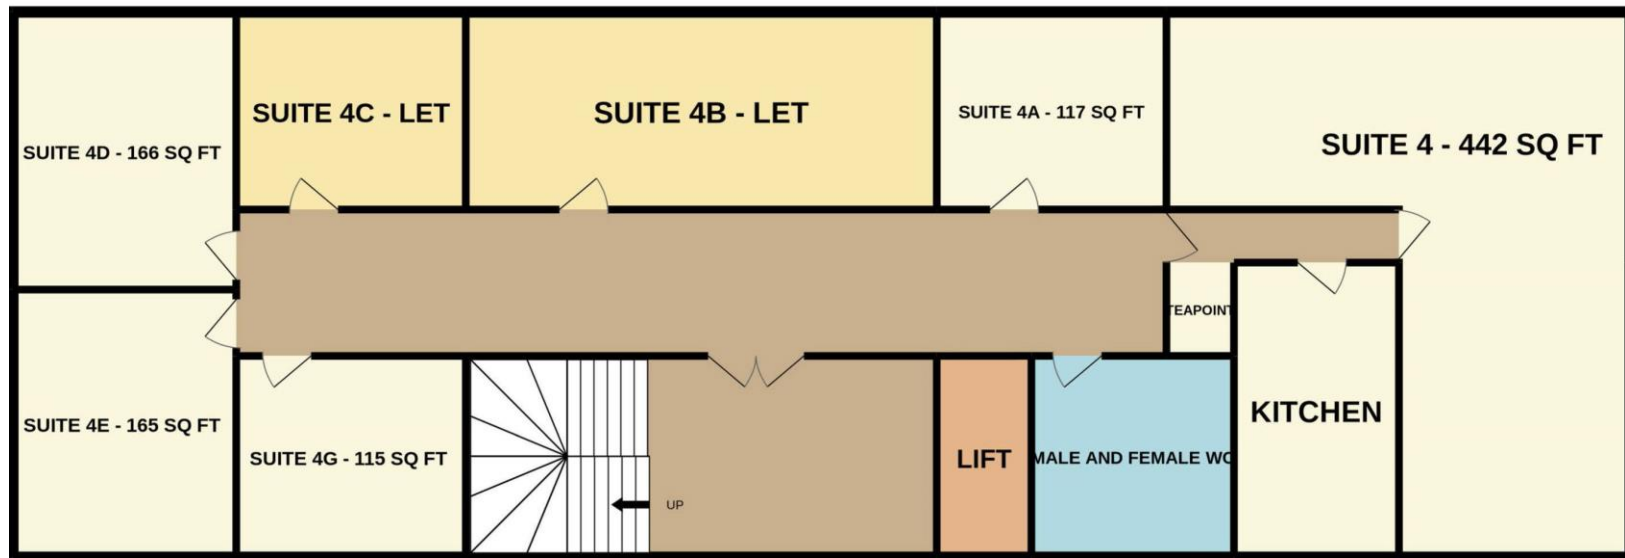 SUITE 4C - LET
SUITE 4B - LET
SUITE 4A - 117 SQ FT
SUITE 4 - 442 SQ FT
SUITE 4D - 166 SQ FT
TEAPOINT
SUITE 4E - 165 SQ FT
KITCHEN
SUITE 4G - 115 SQ FT
LIFT
MALE AND FEMALE WC
UP